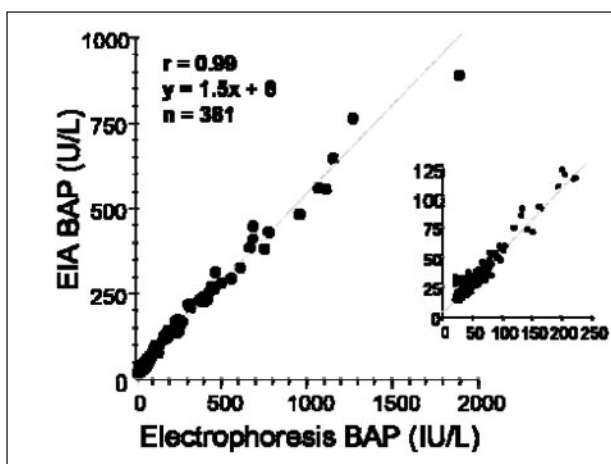 1000
750
500
250
0
EIA BAP (U/L)
r = 0.99
y = 1.5x + 6
n = 381
125
100
75
50
25
0
0 50 100 150 200 250
0 500 1000 1500 2000
Electrophoresis BAP (IU/L)